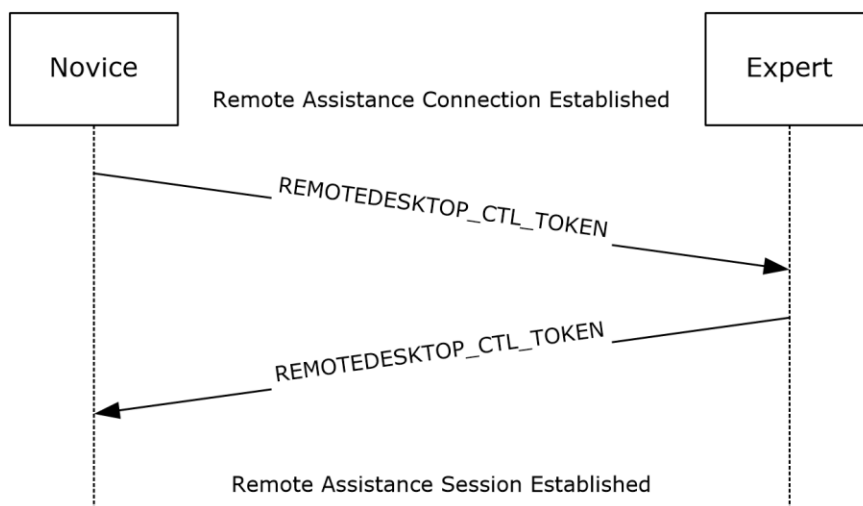 Novice
Expert
Remote Assistance Connection Established
REMOTEDESKTOP_CTL_TOKEN
REMOTEDESKTOP_CTL_TOKEN
Remote Assistance Session Established